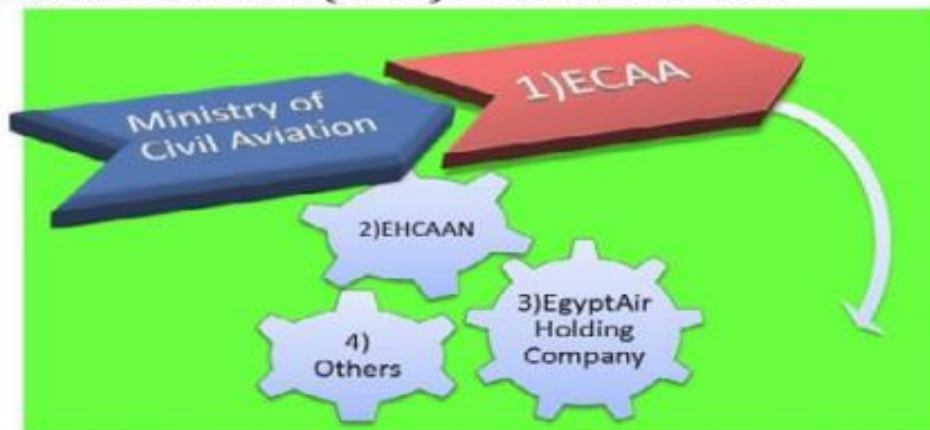 Ministry of
Civil Aviation
1)ECAA
2)EHCAAN
3)EgyptAir
Holding
Company
4)
Others